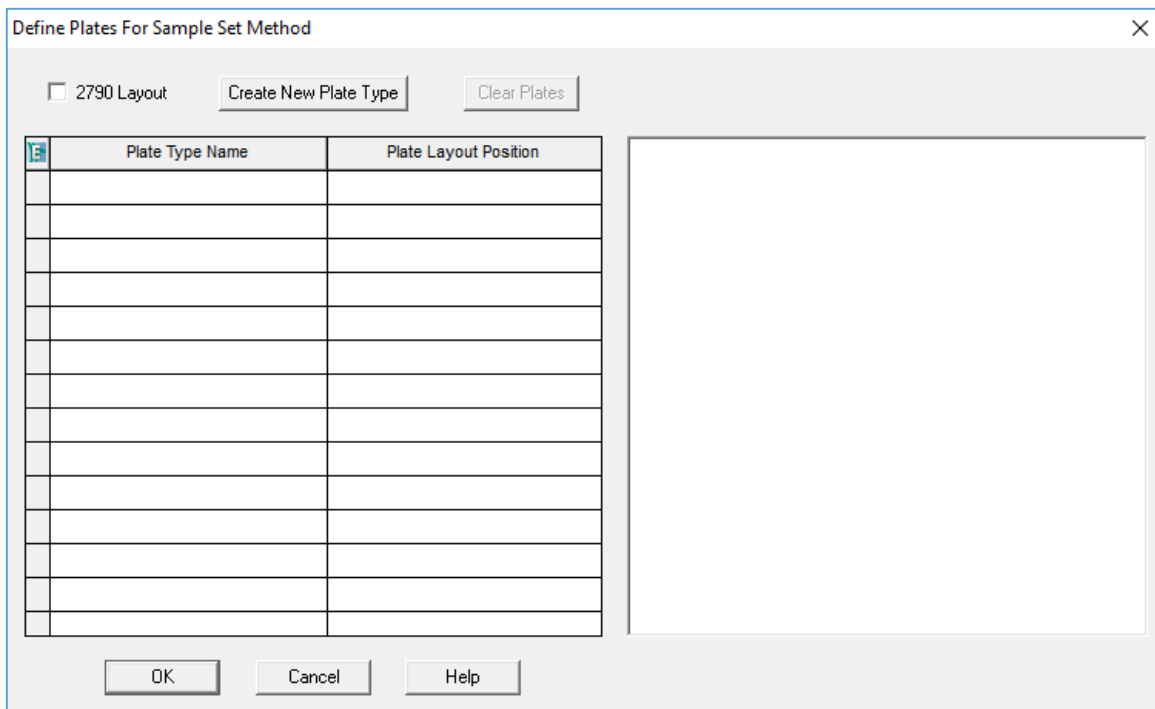 Define Plates For Sample Set Method
2790 Layout
Create New Plate Type
Clear Plates
Plate Type Name
Plate Layout Position
OK
Cancel
Help